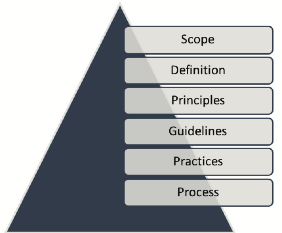 Scope
Definition
Principles
Guidelines
Practices
Process